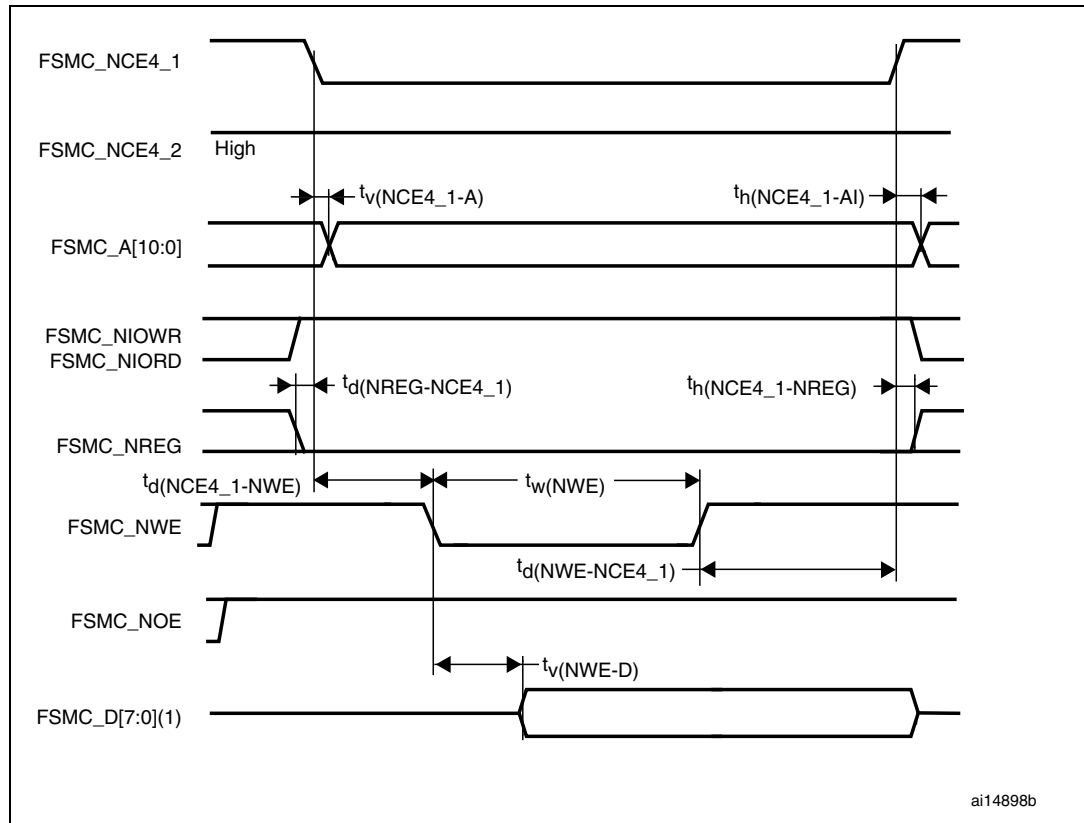 FSMC_NCE4_1
FSMC_NCE4_2
High
tv(NCE4_1-A)
th(NCE4_1-AI)
FSMC_A[10:0]
FSMC_NIOWR
FSMC_NIORD
td(NREG-NCE4_1)
th(NCE4_1-NREG)
FSMC_NREG
td(NCE4_1-NWE)
tw(NWE)
FSMC_NWE
td(NWE-NCE4_1)
FSMC_NOE
tv(NWE-D)
FSMC_D[7:0](1)
ai14898b